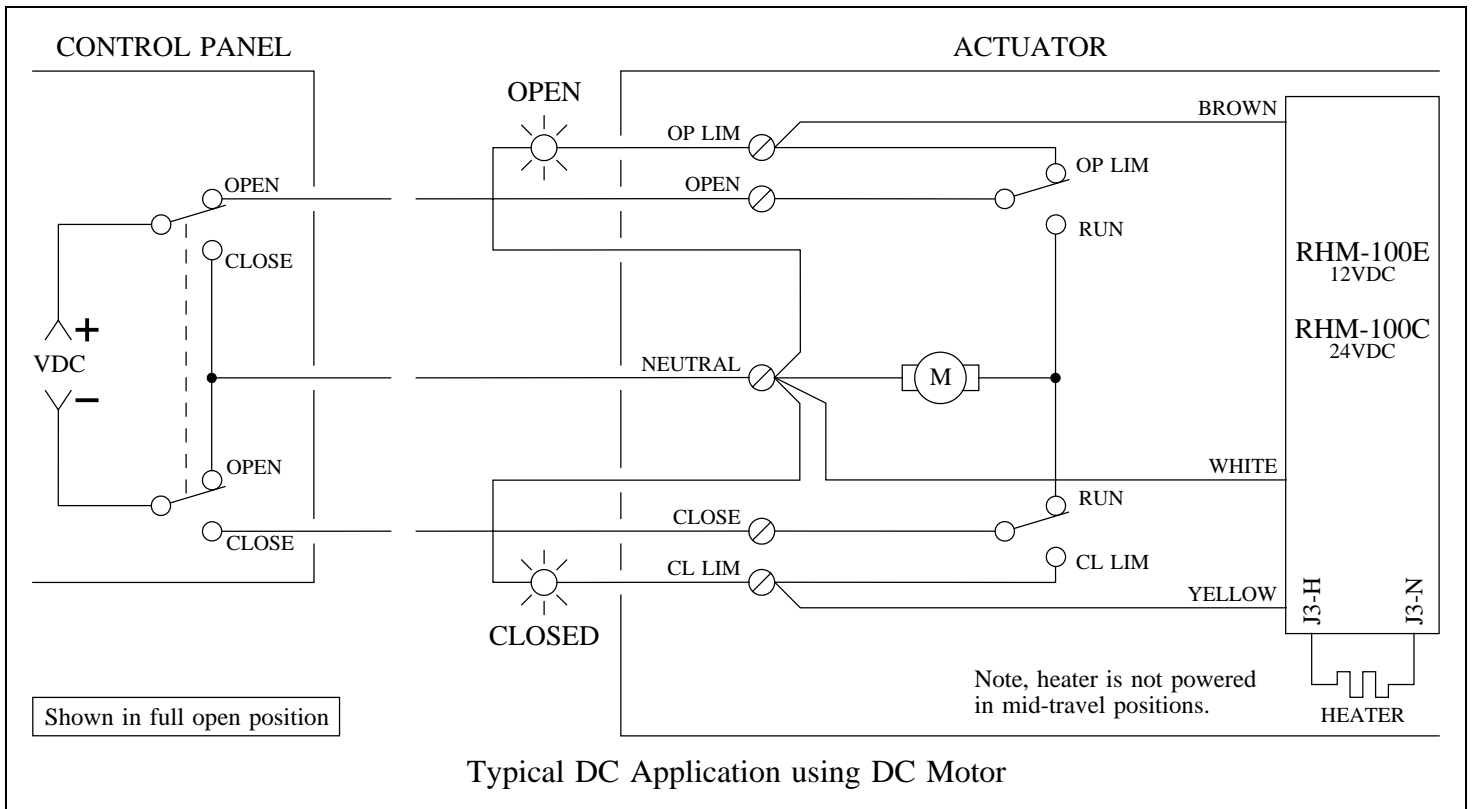 CONTROL PANEL
ACTUATOR
OPEN
BROWN
OP LIM
OP LIM
OPEN
OPEN
RUN
CLOSE
RHM-100E
12VDC
RHM-100C
24VDC
+
VDC
−
NEUTRAL
M
OPEN
WHITE
RUN
CLOSE
CLOSE
CL LIM
CL LIM
YELLOW
CLOSED
J3-H
J3-N
Note, heater is not powered
in mid-travel positions.
HEATER
Shown in full open position
Typical DC Application using DC Motor